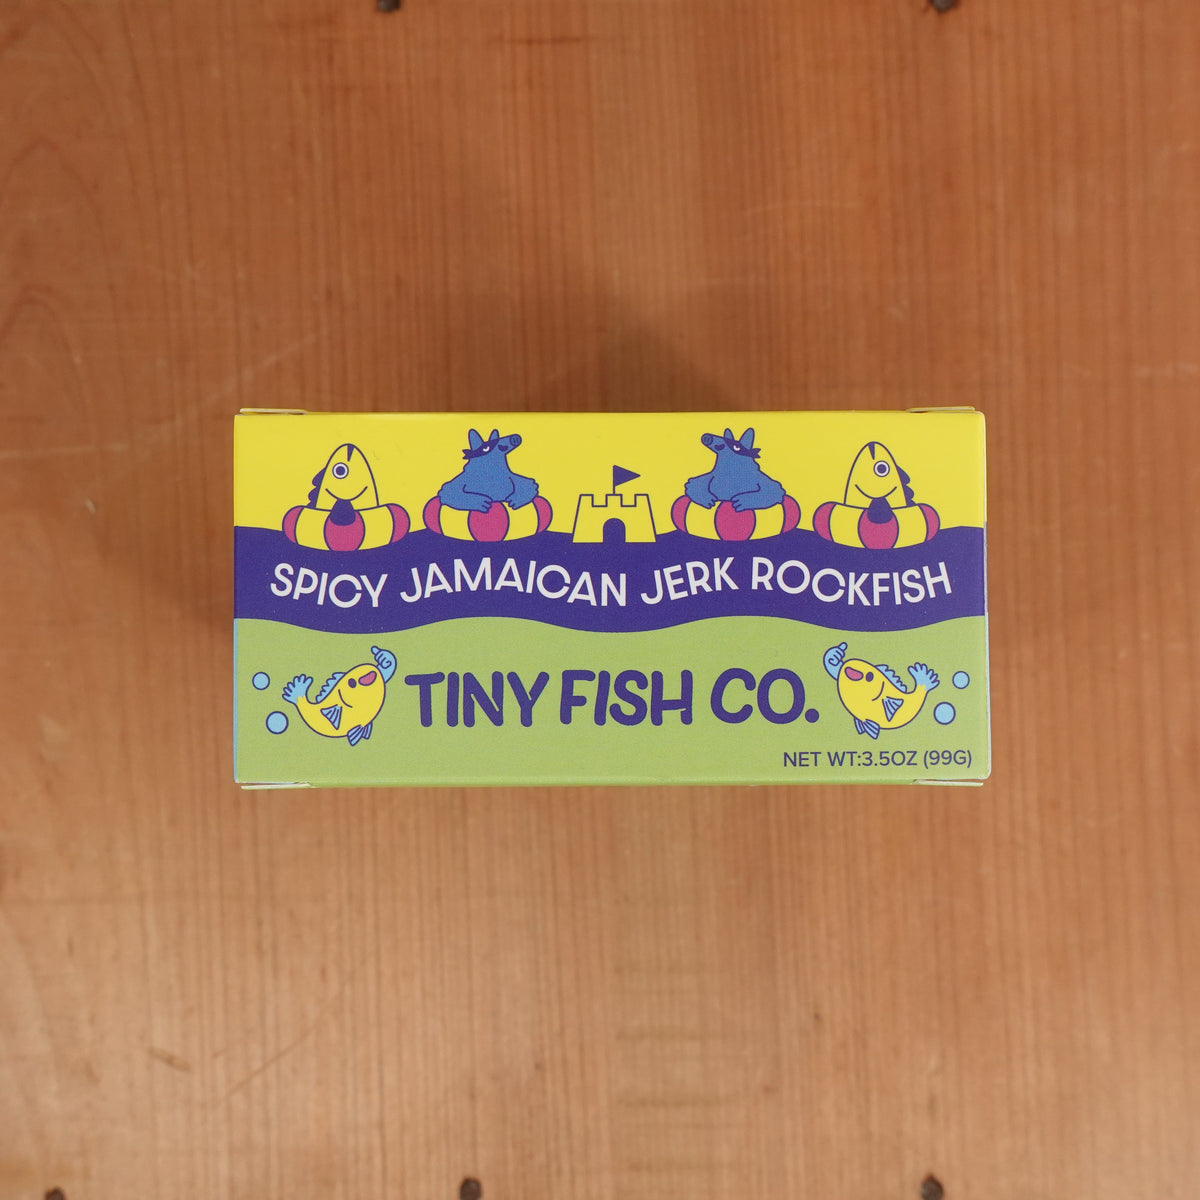 SPICY JAMAICAN JERK ROCKFISH
TINY FISH CO.
NET WT:3.5OZ (99G)